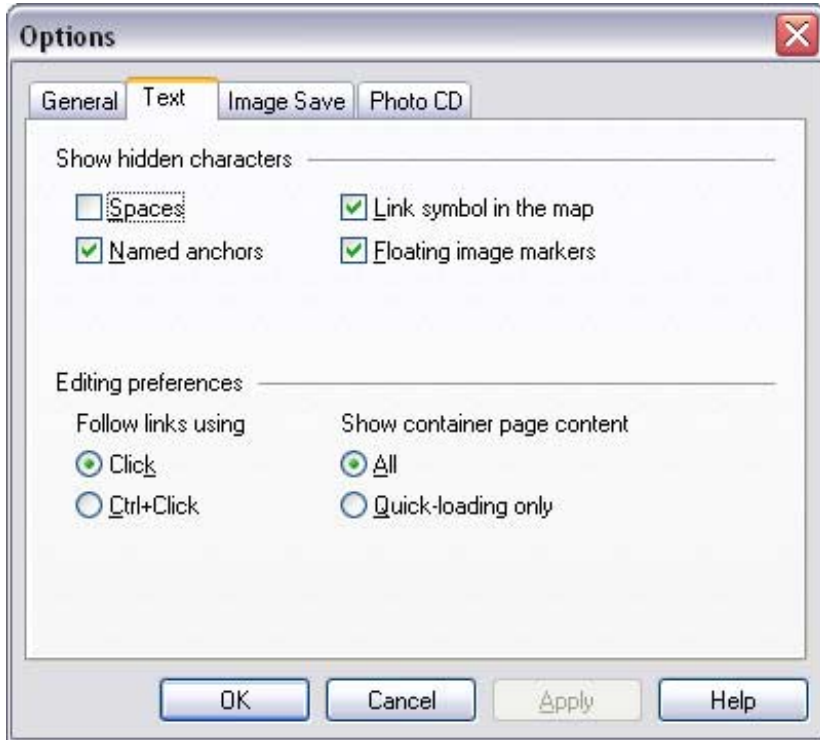 Options
General Text Image Save Photo CD
Show hidden characters
Spaces Link symbol in the map
Named anchors Floating image markers
Editing preferences
Follow links using Show container page content
Click All
Ctrl+Click Quick-loading only
OK Cancel Apply Help